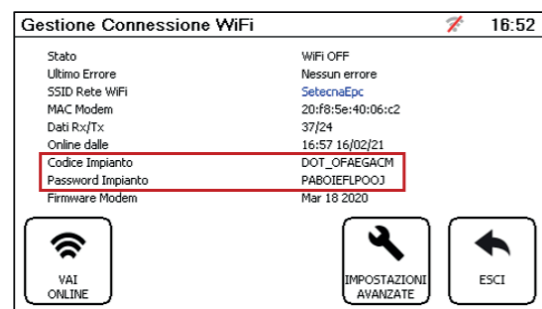 Gestione Connessione WiFi 16:52
Stato WiFi OFF
Ultimo Errore Nessun errore
SSID Rete WiFi SetecnaEpc
MAC Modem 20:f8:5e:40:06:c2
Dati Rx/Tx 37/24
Online dalle 16:57 16/02/21
Codice Impianto DOT_OFAEGACM
Password Impianto PABOIEFLPOOJ
Firmware Modem Mar 18 2020
VAI
ONLINE
IMPOSTAZIONI
AVANZATE
ESCI